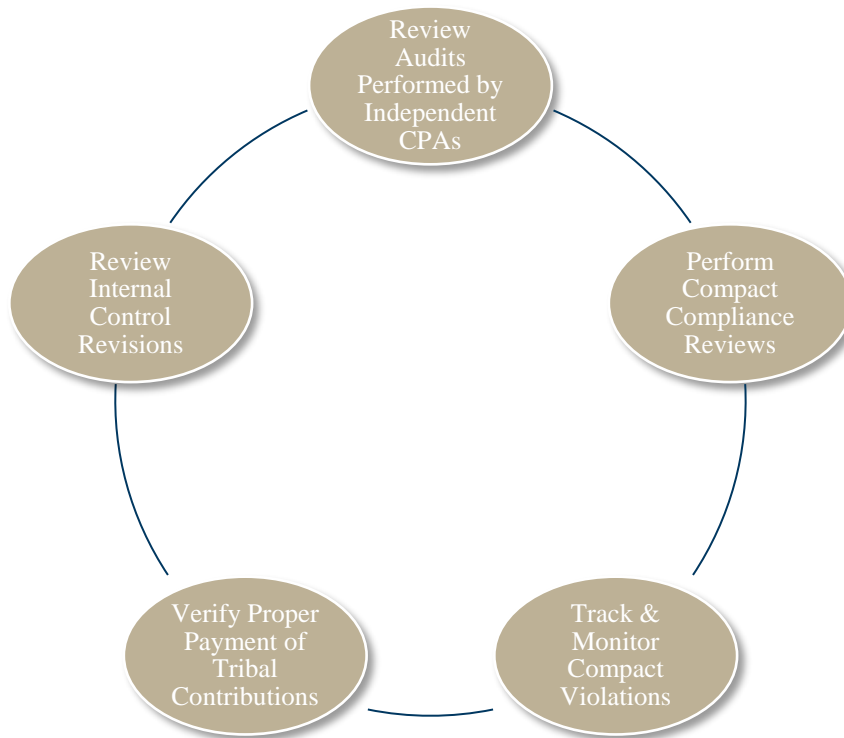 Review
Audits
Performed by
Independent
CPAs
Perform
Compact
Compliance
Reviews
Track &
Monitor
Compact
Violations
Verify Proper
Payment of
Tribal
Contributions
Review
Internal
Control
Revisions